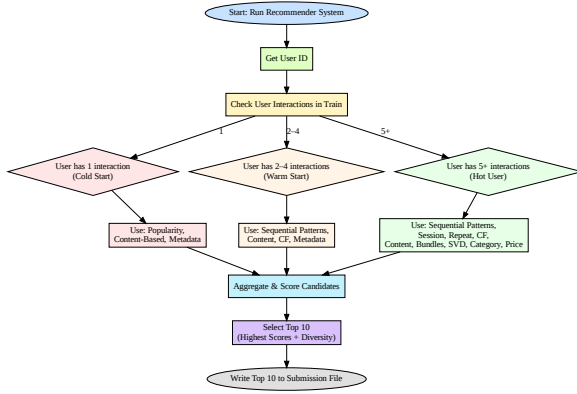 Start: Run Recommender System
Get User ID
Check User Interactions in Train
1
2–4
5+
User has 1 interaction
(Cold Start)
User has 2–4 interactions
(Warm Start)
User has 5+ interactions
(Hot User)
Use: Popularity,
Content-Based, Metadata
Use: Sequential Patterns,
Content, CF, Metadata
Use: Sequential Patterns,
Session, Repeat, CF,
Content, Bundles, SVD, Category, Price
Aggregate & Score Candidates
Select Top 10
(Highest Scores + Diversity)
Write Top 10 to Submission File